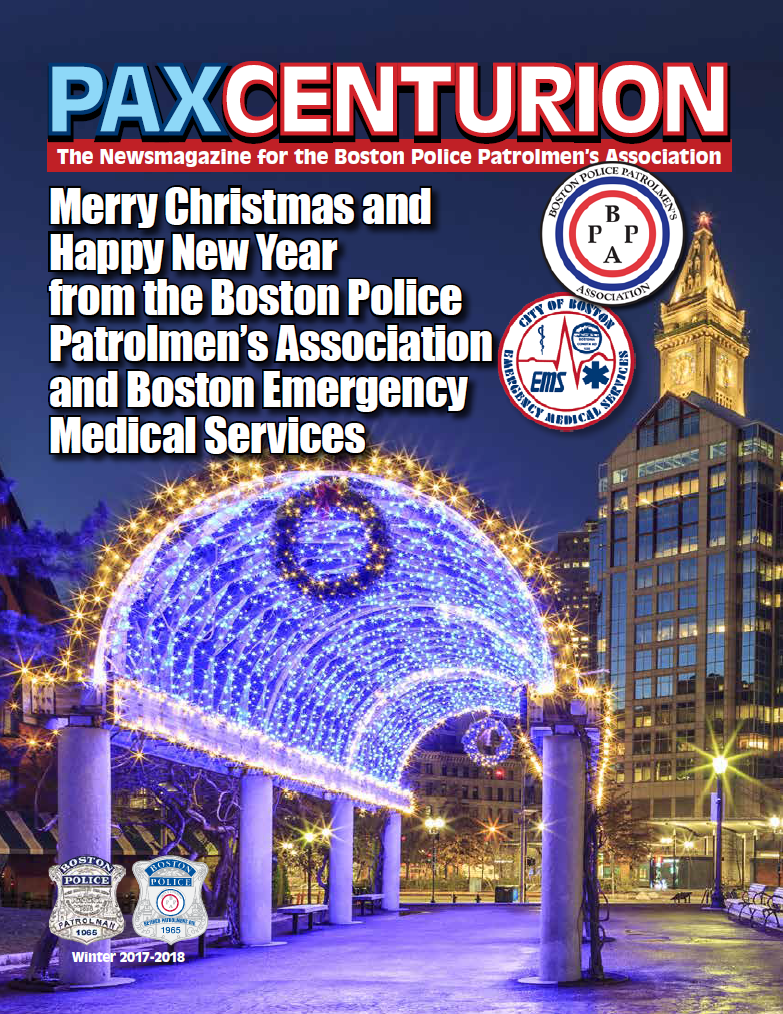 PAXCENTURION
The Newsmagazine for the Boston Police Patrolmen's Association
Merry Christmas and
Happy New Year
from the Boston Police
Patrolmen's Association
and Boston Emergency
Medical Services
BOSTON POLICE PATROLMEN'S
B
P P
A
ASSOCIATION
CITY OF BOSTON
EMS
EMERGENCY MEDICAL SERVICES
BOSTON
POLICE
PATROLMAN
1965
BOSTON
POLICE
1965
Winter 2017-2018